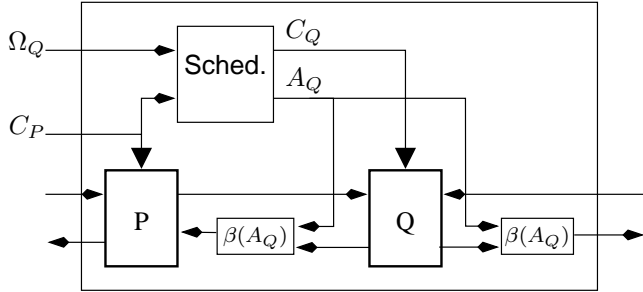 Ω_Q
Sched.
C_Q
A_Q
C_P
P
β(A_Q)
Q
β(A_Q)